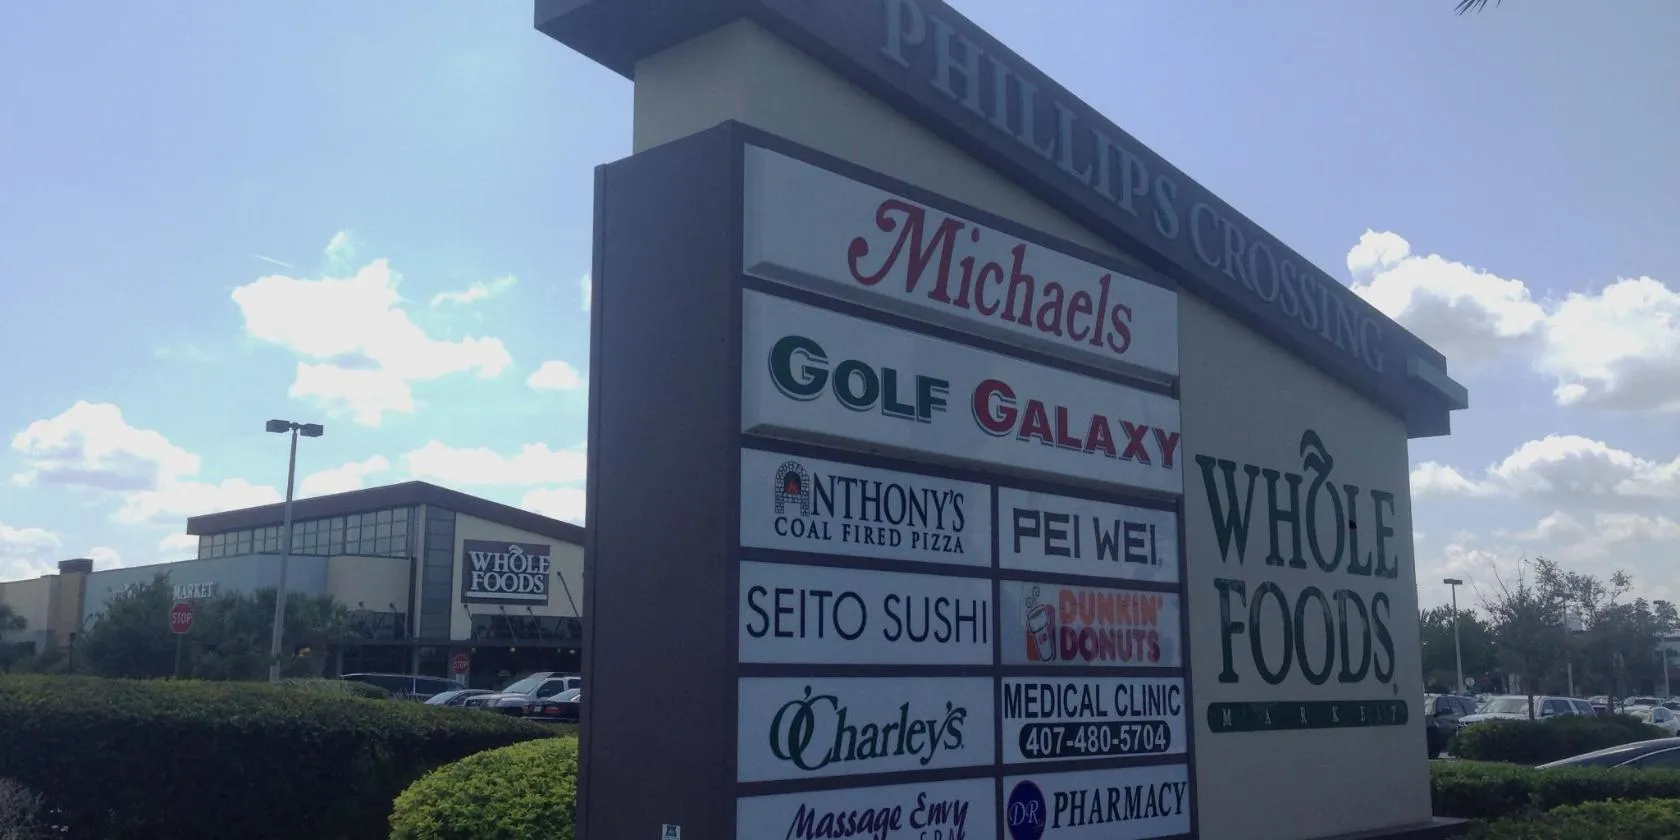 PHILLIPS CROSSING
Michaels
GOLF GALAXY
ANTHONY'S
COAL FIRED PIZZA
PEI WEI.
SEITO SUSHI
DUNKIN'
DONUTS
O'Charley's
MEDICAL CLINIC
407-480-5704
Massage Envy
SPA
DR PHARMACY
WHOLE
FOODS
MARKET
WHOLE
FOODS
MARKET
STOP
STOP